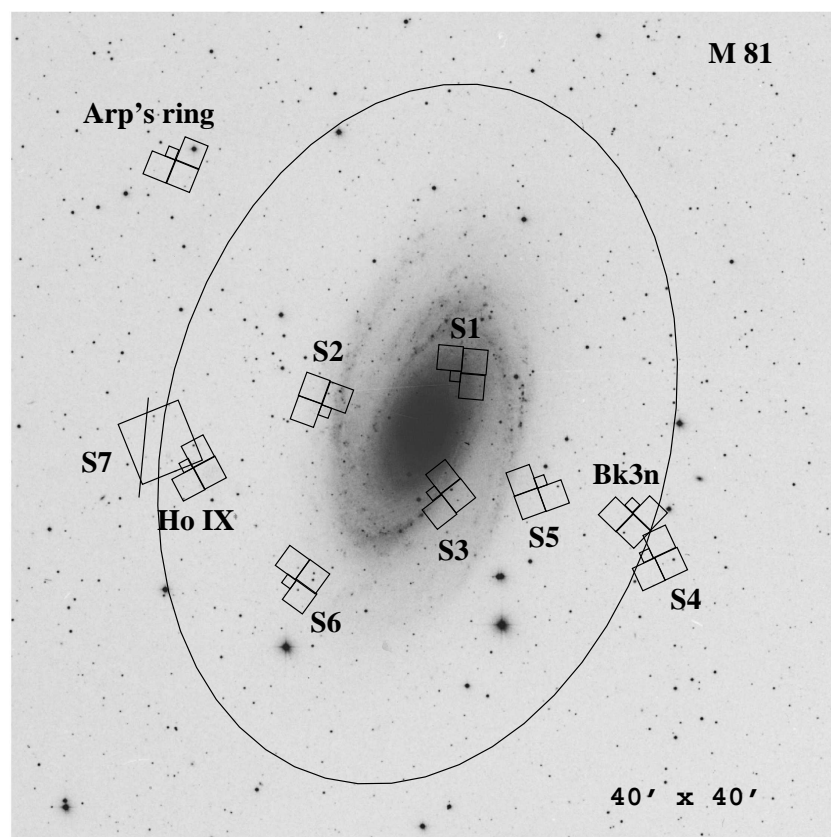 M 81
Arp's ring
S1
S2
S7
Bk3n
Ho IX
S5
S3
S4
S6
40′ x 40′